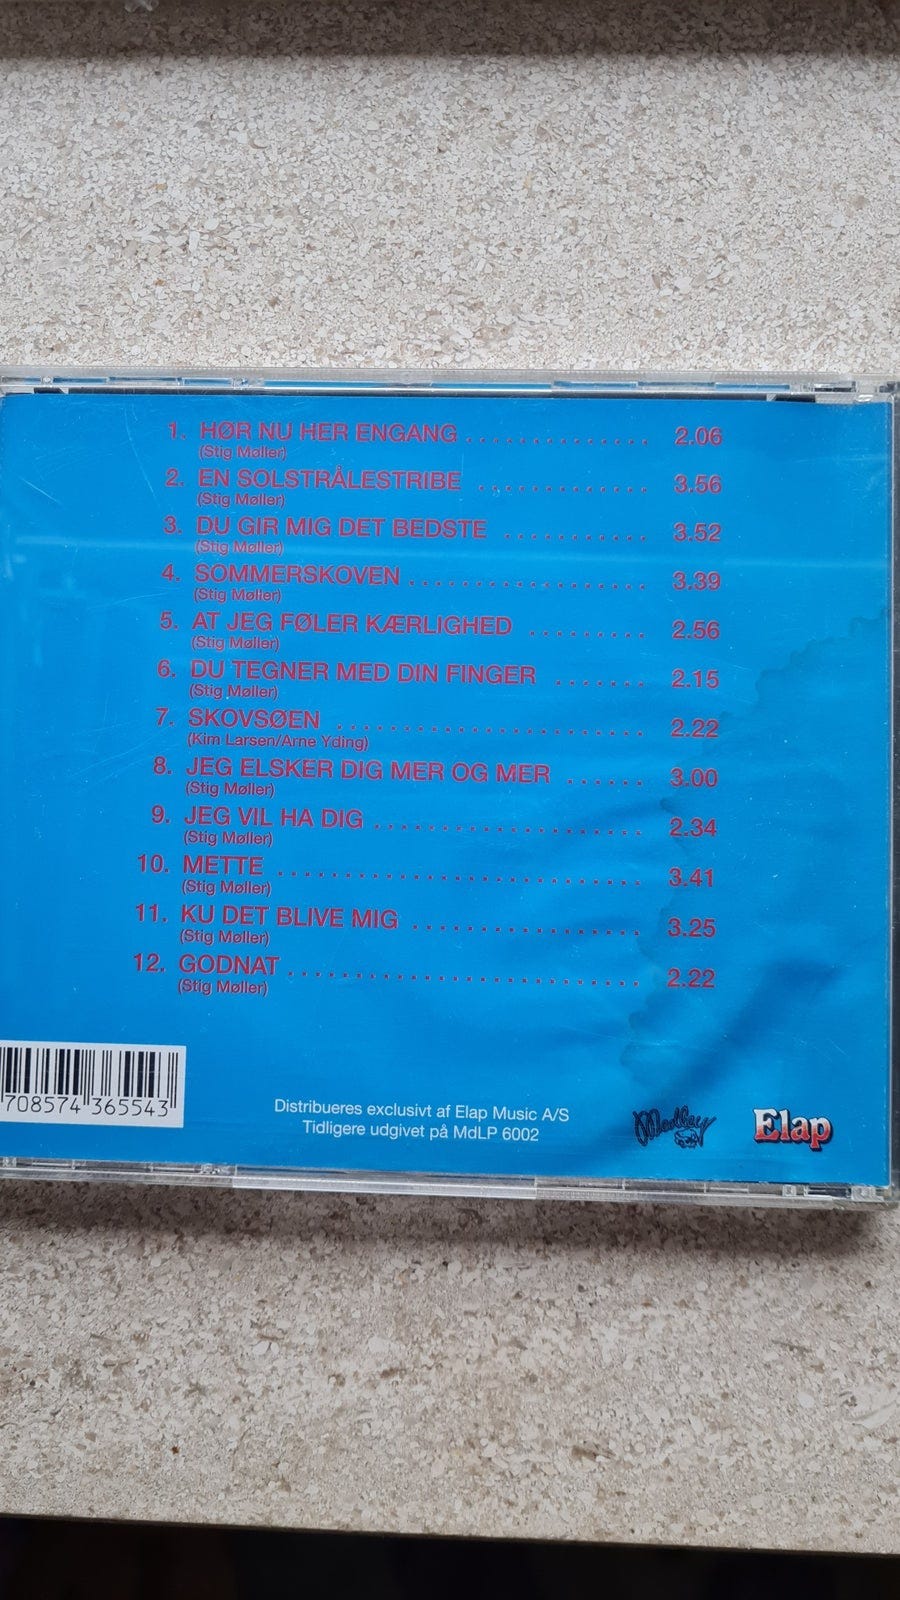 1. HØR NU HER ENGANG .............. 2.06
(Stig Møller)
2. EN SOLSTRÅLESTRIBE ............. 3.56
(Stig Møller)
3. DU GIR MIG DET BEDSTE ........... 3.52
(Stig Møller)
4. SOMMERSKOVEN .................. 3.39
(Stig Møller)
5. AT JEG FØLER KÆRLIGHED ......... 2.56
(Stig Møller)
6. DU TEGNER MED DIN FINGER ....... 2.15
(Stig Møller)
7. SKOVSØEN ....................... 2.22
(Kim Larsen/Arne Yding)
8. JEG ELSKER DIG MER OG MER ...... 3.00
(Stig Møller)
9. JEG VIL HA DIG .................... 2.34
(Stig Møller)
10. METTE ........................... 3.41
(Stig Møller)
11. KU DET BLIVE MIG ................. 3.25
(Stig Møller)
12. GODNAT .......................... 2.22
(Stig Møller)
708574 365543
Distribueres exclusivt af Elap Music A/S
Tidligere udgivet på MdLP 6002
Medley
Elap